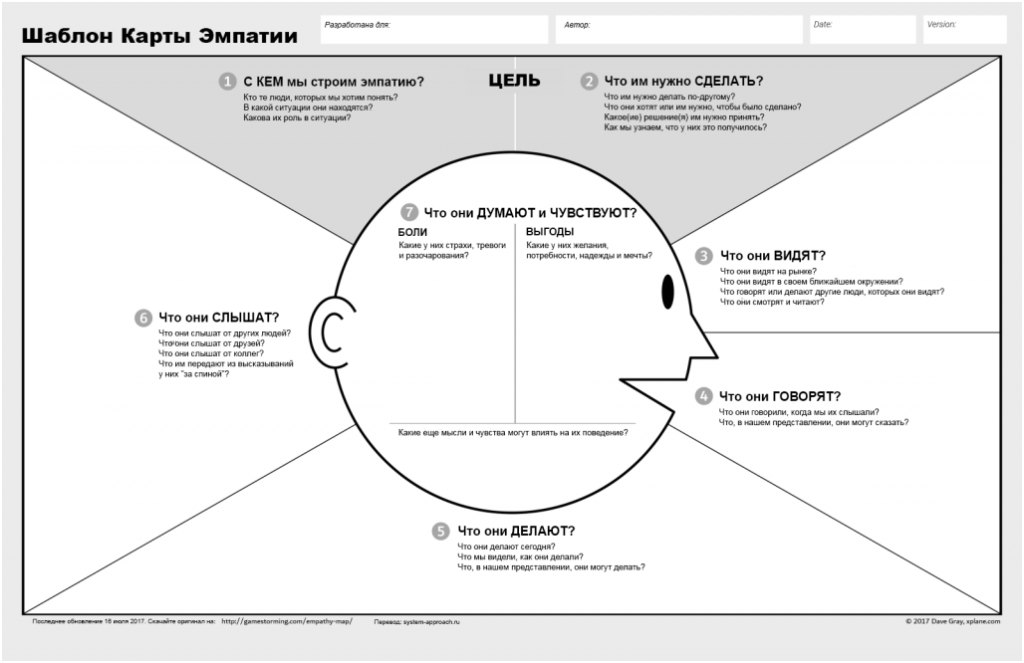 Шаблон Карты Эмпатии
Разработана для:
Автор:
Date:
Version:
1 С КЕМ мы строим эмпатию?
Кто те люди, которых мы хотим понять?
В какой ситуации они находятся?
Какова их роль в ситуации?
ЦЕЛЬ
2 Что им нужно СДЕЛАТЬ?
Что им нужно делать по-другому?
Что они хотят или им нужно, чтобы было сделано?
Какое(ие) решение(я) им нужно принять?
Как мы узнаем, что у них это получилось?
7 Что они ДУМАЮТ и ЧУВСТВУЮТ?
БОЛИ
Какие у них страхи, тревоги
и разочарования?
ВЫГОДЫ
Какие у них желания,
потребности, надежды и мечты?
Какие еще мысли и чувства могут влиять на их поведение?
3 Что они ВИДЯТ?
Что они видят на рынке?
Что они видят в своем ближайшем окружении?
Что говорят или делают другие люди, которых они видят?
Что они смотрят и читают?
4 Что они ГОВОРЯТ?
Что они говорили, когда мы их слышали?
Что, в нашем представлении, они могут сказать?
5 Что они ДЕЛАЮТ?
Что они делают сегодня?
Что мы видели, как они делали?
Что, в нашем представлении, они могут делать?
6 Что они СЛЫШАТ?
Что они слышат от других людей?
Что они слышат от друзей?
Что они слышат от коллег?
Что им передают из высказываний
у них "за спиной"?
Последнее обновление 16 июля 2017. Скачайте оригинал на: http://gamestorming.com/empathy-map/
Перевод: system-approach.ru
© 2017 Dave Gray, xplane.com